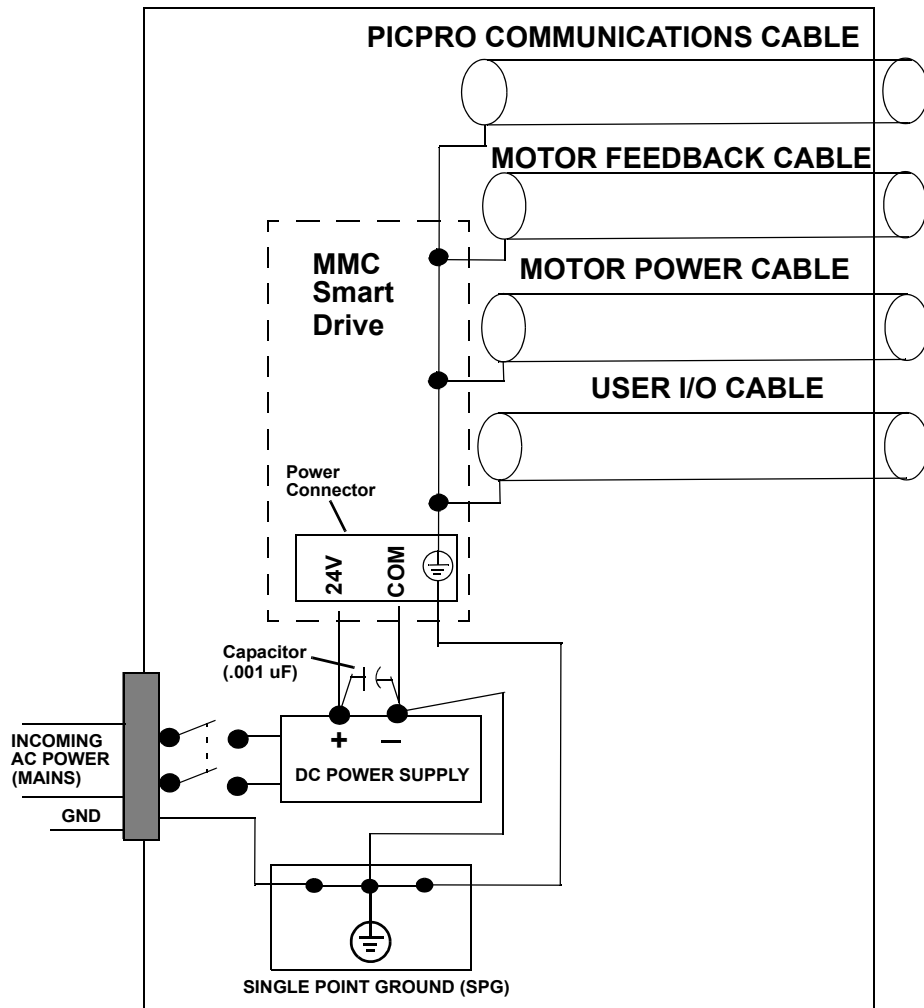 PICPRO COMMUNICATIONS CABLE
MOTOR FEEDBACK CABLE
MMC
Smart
Drive
MOTOR POWER CABLE
USER I/O CABLE
Power
Connector
24V
COM
Capacitor
(.001 uF)
+
–
DC POWER SUPPLY
INCOMING
AC POWER
(MAINS)
GND
SINGLE POINT GROUND (SPG)